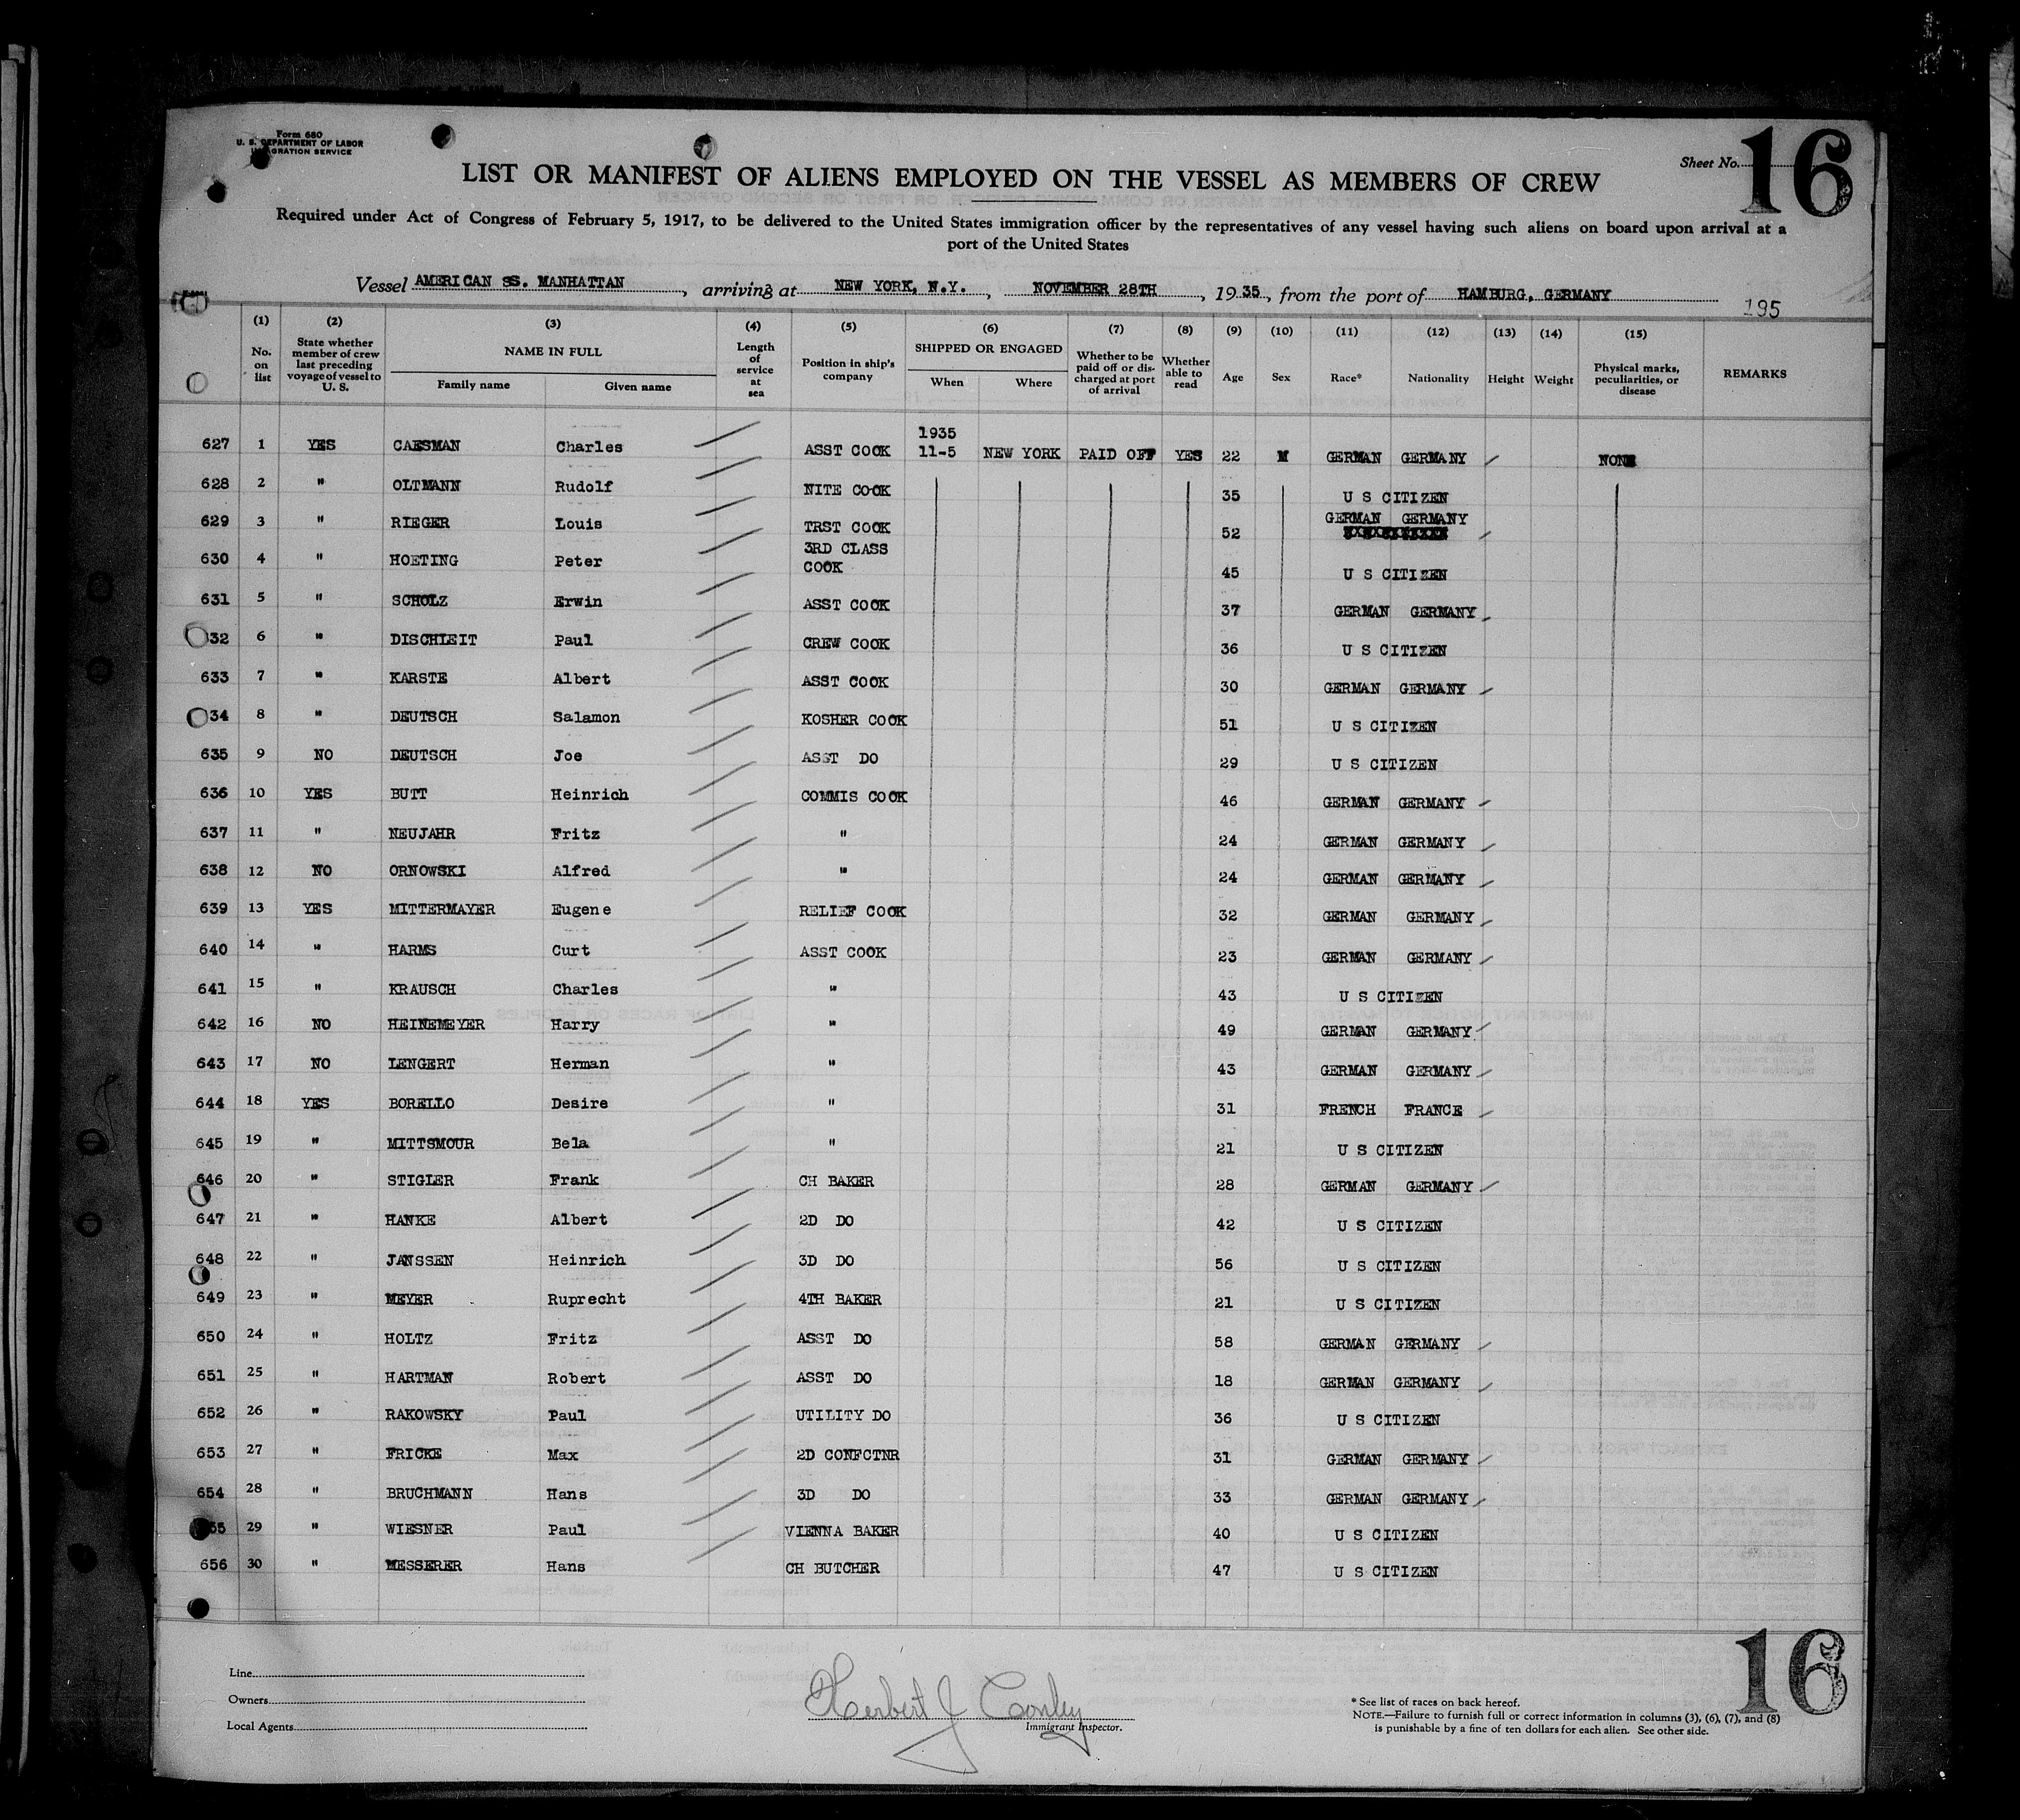 Form 680
U. S. DEPARTMENT OF LABOR
IMMIGRATION SERVICE
Sheet No. 16
LIST OR MANIFEST OF ALIENS EMPLOYED ON THE VESSEL AS MEMBERS OF CREW
Required under Act of Congress of February 5, 1917, to be delivered to the United States immigration officer by the representatives of any vessel having such aliens on board upon arrival at a
port of the United States
Vessel AMERICAN SS. MANHATTAN, arriving at NEW YORK, N.Y., NOVEMBER 28TH, 1935, from the port of HAMBURG, GERMANY 195
(1) No. on list (2) State whether member of crew last preceding voyage of vessel to U. S. (3) NAME IN FULL Family name Given name (4) Length of service at sea (5) Position in ship's company (6) SHIPPED OR ENGAGED When Where (7) Whether to be paid off or discharged at port of arrival (8) Whether able to read (9) Age (10) Sex (11) Race* (12) Nationality (13) Height (14) Weight (15) Physical marks, peculiarities, or disease REMARKS
627 1 YES CAESMAN Charles ASST COOK 1935 11-5 NEW YORK PAID OFF YES 22 M GERMAN GERMANY NONE
628 2 " OLTMANN Rudolf NITE COOK 35 U S CITIZEN
629 3 " RIEGER Louis TRST COOK 52 GERMAN GERMANY
630 4 " HOETING Peter 3RD CLASS COOK 45 U S CITIZEN
631 5 " SCHOLZ Erwin ASST COOK 37 GERMAN GERMANY
32 6 " DISCHLEIT Paul CREW COOK 36 U S CITIZEN
633 7 " KARSTE Albert ASST COOK 30 GERMAN GERMANY
34 8 " DEUTSCH Salamon KOSHER COOK 51 U S CITIZEN
635 9 NO DEUTSCH Joe ASST DO 29 U S CITIZEN
636 10 YES BUTT Heinrich COMMIS COOK 46 GERMAN GERMANY
637 11 " NEUJAHR Fritz " 24 GERMAN GERMANY
638 12 NO ORNOWSKI Alfred " 24 GERMAN GERMANY
639 13 YES MITTERMAYER Eugene RELIEF COOK 32 GERMAN GERMANY
640 14 " HARMS Curt ASST COOK 23 GERMAN GERMANY
641 15 " KRAUSCH Charles " 43 U S CITIZEN
642 16 NO HEINEMEYER Harry " 49 GERMAN GERMANY
643 17 NO LENGERT Herman " 43 GERMAN GERMANY
644 18 YES BORELLO Desire " 31 FRENCH FRANCE
645 19 " MITTSMOUR Bela " 21 U S CITIZEN
646 20 " STIGLER Frank CH BAKER 28 GERMAN GERMANY
647 21 " HANKE Albert 2D DO 42 U S CITIZEN
648 22 " JANSSEN Heinrich 3D DO 56 U S CITIZEN
649 23 " MEYER Ruprecht 4TH BAKER 21 U S CITIZEN
650 24 " HOLTZ Fritz ASST DO 58 GERMAN GERMANY
651 25 " HARTMAN Robert ASST DO 18 GERMAN GERMANY
652 26 " RAKOWSKY Paul UTILITY DO 36 U S CITIZEN
653 27 " FRICKE Max 2D CONFCTNR 31 GERMAN GERMANY
654 28 " BRUCHMANN Hans 3D DO 33 GERMAN GERMANY
55 29 " WIESNER Paul VIENNA BAKER 40 U S CITIZEN
656 30 " MESSERER Hans CH BUTCHER 47 U S CITIZEN
Line
Owners
Local Agents
Herbert J Conley
Immigrant Inspector.
* See list of races on back hereof.
NOTE.—Failure to furnish full or correct information in columns (3), (6), (7), and (8)
is punishable by a fine of ten dollars for each alien. See other side.
16